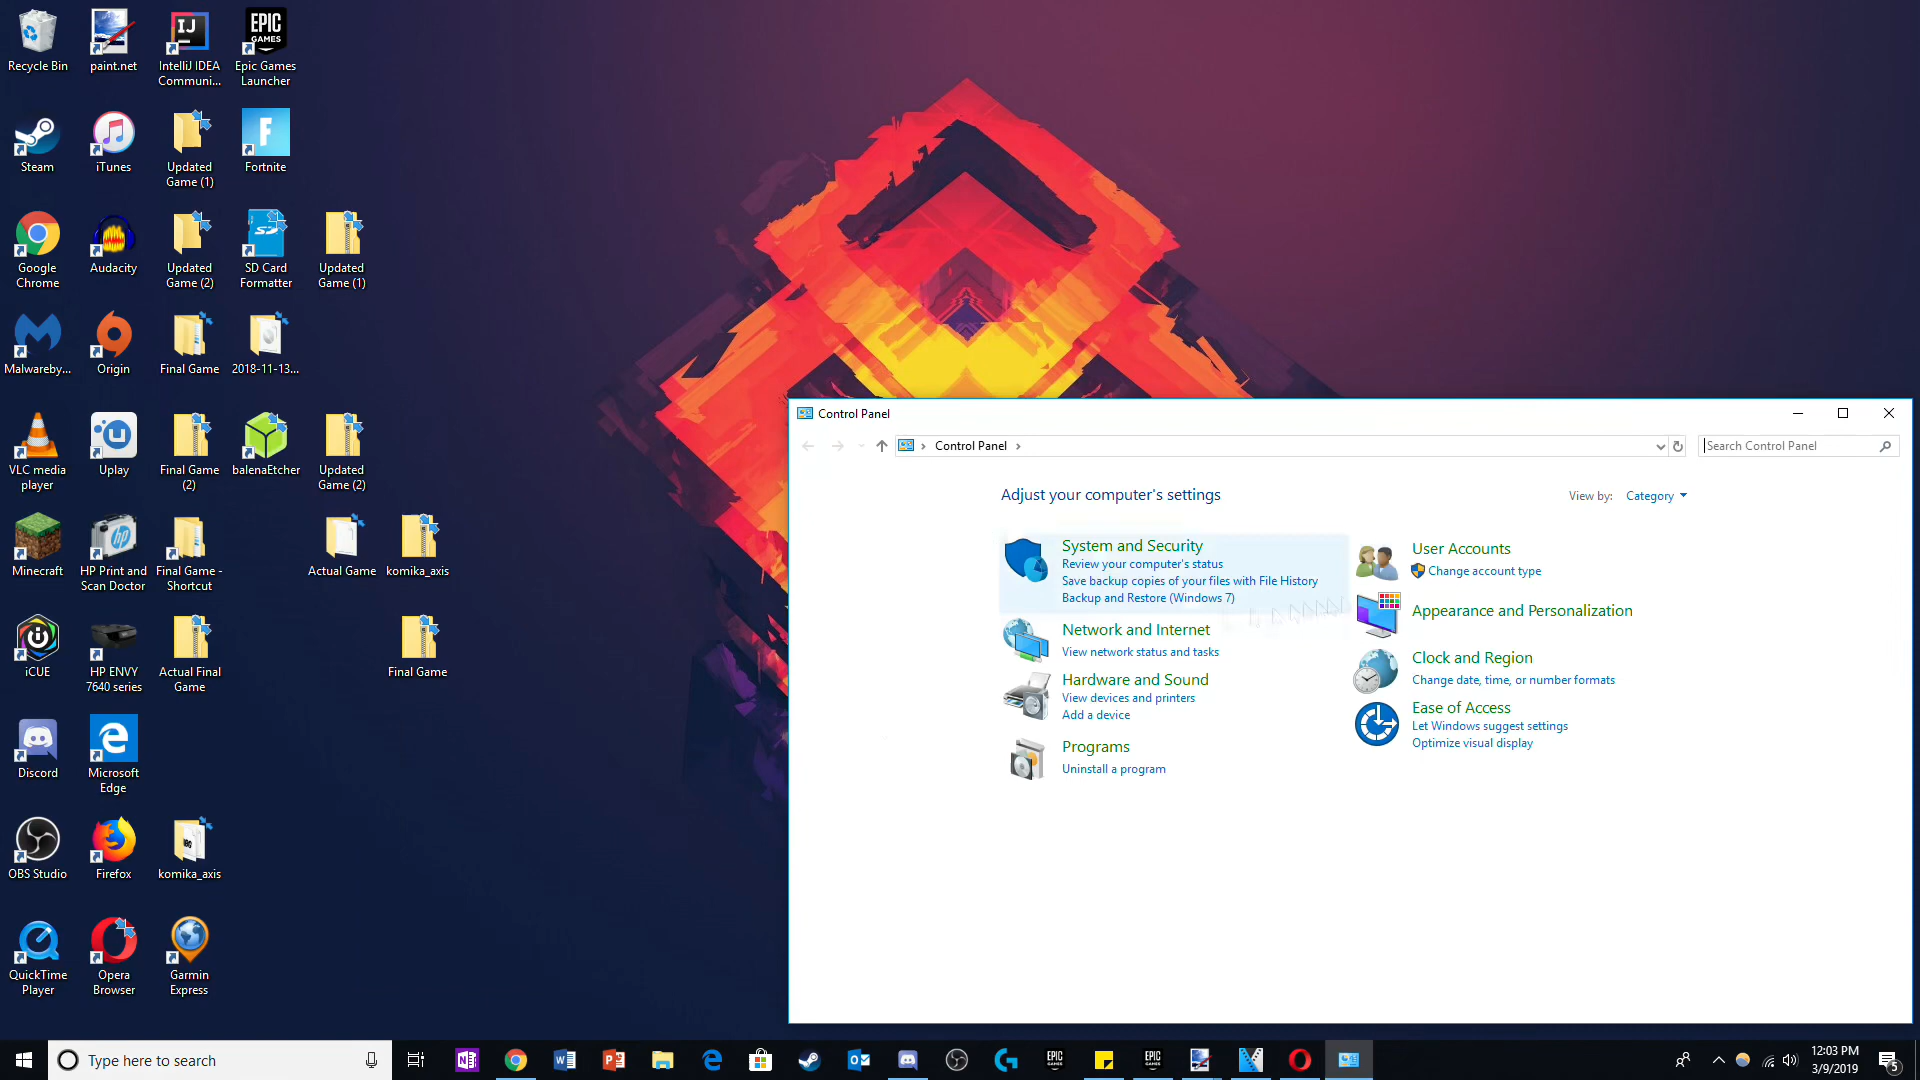 Recycle Bin
paint.net
IntelliJ IDEA
Communi...
EPIC
GAMES
Epic Games
Launcher
Steam
iTunes
Updated
Game (1)
Fortnite
Google
Chrome
Audacity
Updated
Game (2)
SD Card
Formatter
Updated
Game (1)
Malwareby...
Origin
Final Game
2018-11-13...
VLC media
player
Uplay
Final Game
(2)
balenaEtcher
Updated
Game (2)
Minecraft
HP Print and
Scan Doctor
Final Game -
Shortcut
Actual Game
komika_axis
iCUE
HP ENVY
7640 series
Actual Final
Game
Final Game
Discord
Microsoft
Edge
OBS Studio
Firefox
komika_axis
QuickTime
Player
Opera
Browser
Garmin
Express
Control Panel
Control Panel
Search Control Panel
Adjust your computer's settings
View by: Category
System and Security
Review your computer's status
Save backup copies of your files with File History
Backup and Restore (Windows 7)
Network and Internet
View network status and tasks
Hardware and Sound
View devices and printers
Add a device
Programs
Uninstall a program
User Accounts
Change account type
Appearance and Personalization
Clock and Region
Change date, time, or number formats
Ease of Access
Let Windows suggest settings
Optimize visual display
Type here to search
12:03 PM
3/9/2019
5